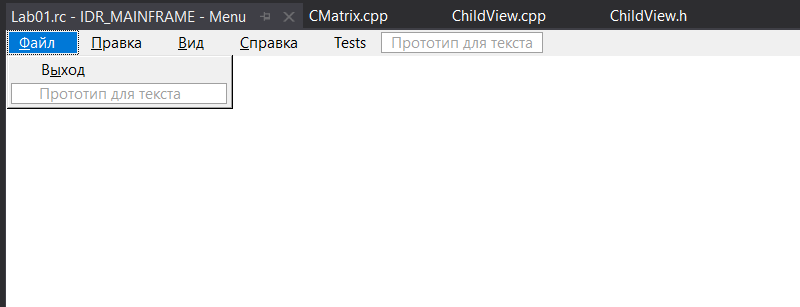 Lab01.rc - IDR_MAINFRAME - Menu CMatrix.cpp ChildView.cpp ChildView.h
Файл Правка Вид Справка Tests Прототип для текста
Выход
Прототип для текста